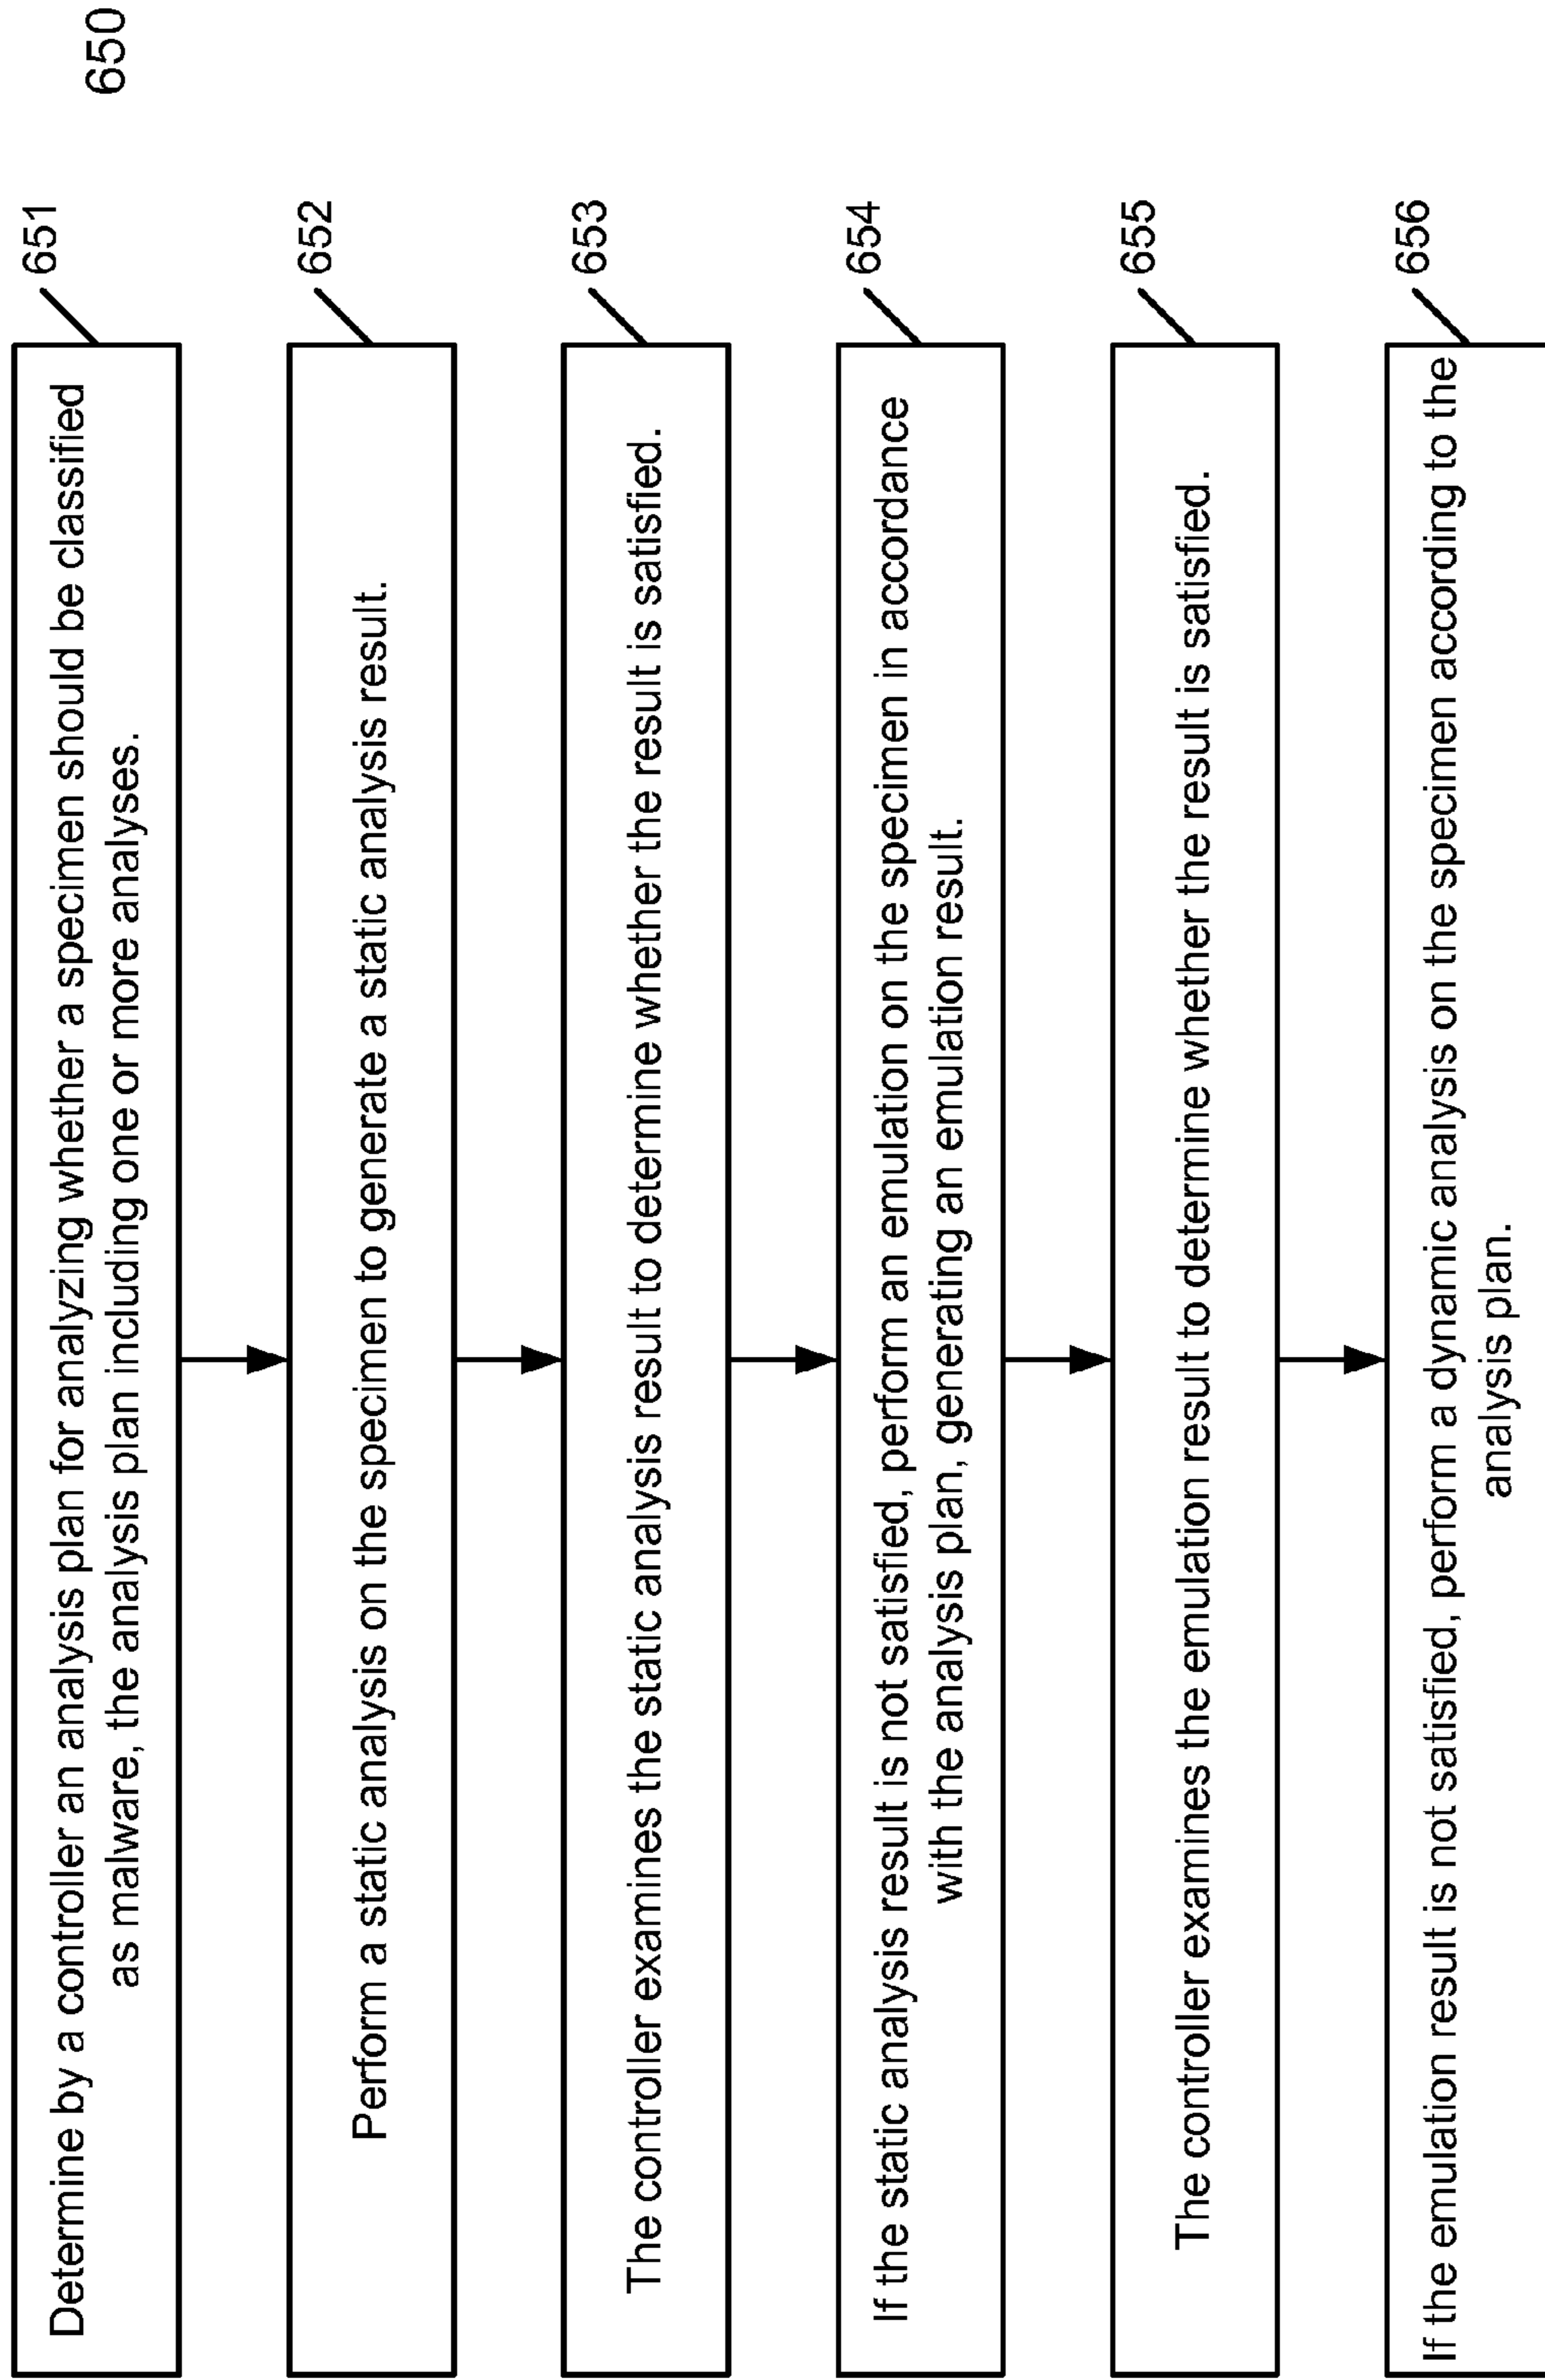 650
651
Determine by a controller an analysis plan for analyzing whether a specimen should be classified
as malware, the analysis plan including one or more analyses.
652
Perform a static analysis on the specimen to generate a static analysis result.
653
The controller examines the static analysis result to determine whether the result is satisfied.
654
If the static analysis result is not satisfied, perform an emulation on the specimen in accordance
with the analysis plan, generating an emulation result.
655
The controller examines the emulation result to determine whether the result is satisfied.
656
If the emulation result is not satisfied, perform a dynamic analysis on the specimen according to the
analysis plan.